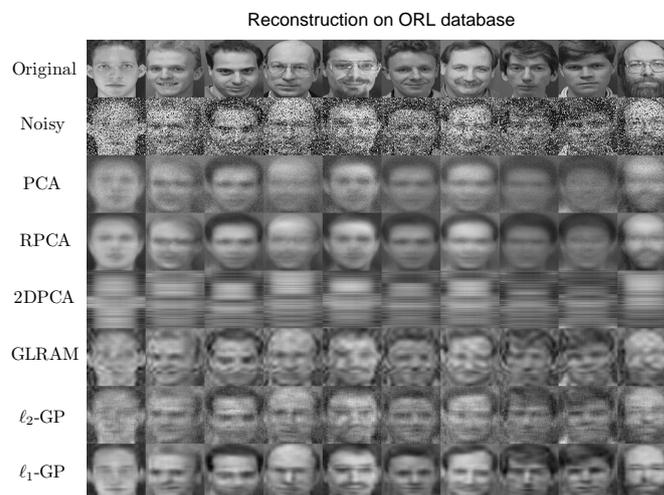 Reconstruction on ORL database
Original
Noisy
PCA
RPCA
2DPCA
GLRAM
ℓ₂-GP
ℓ₁-GP